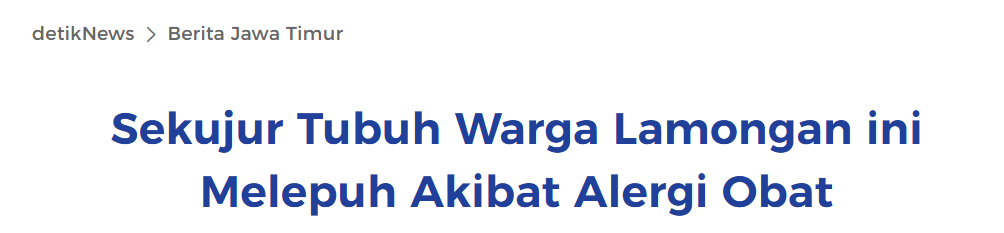 detikNews > Berita Jawa Timur
Sekujur Tubuh Warga Lamongan ini
Melepuh Akibat Alergi Obat